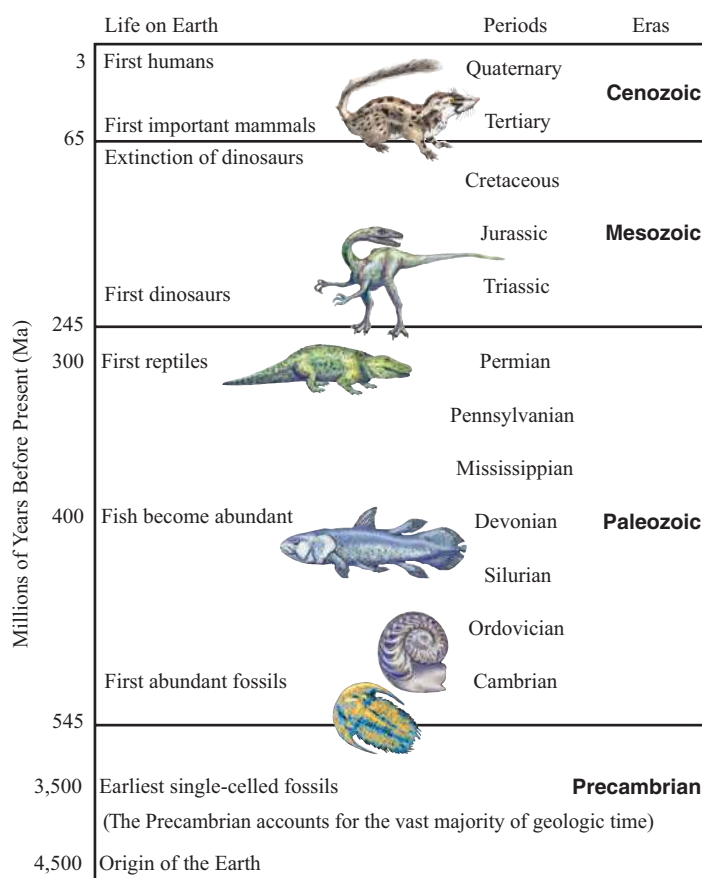 Life on Earth Periods Eras
3 First humans Quaternary
Cenozoic
First important mammals Tertiary
65
Extinction of dinosaurs
Cretaceous
Jurassic Mesozoic
First dinosaurs Triassic
245
300 First reptiles Permian
Pennsylvanian
Mississippian
400 Fish become abundant Devonian Paleozoic
Silurian
Ordovician
First abundant fossils Cambrian
545
3,500 Earliest single-celled fossils Precambrian
(The Precambrian accounts for the vast majority of geologic time)
4,500 Origin of the Earth
Millions of Years Before Present (Ma)